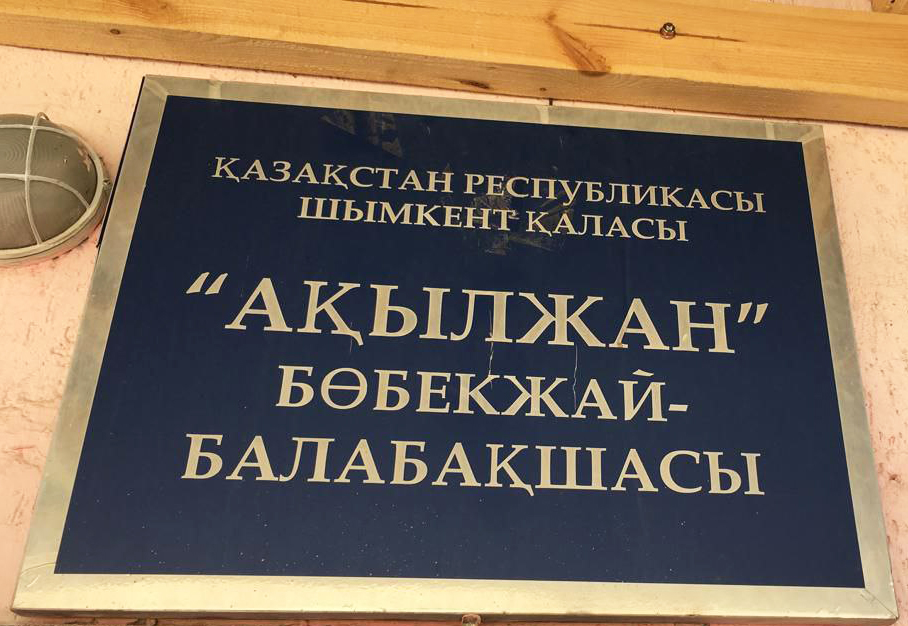 ҚАЗАҚСТАН РЕСПУБЛИКАСЫ
ШЫМКЕНТ ҚАЛАСЫ
“АҚЫЛЖАН”
БӨБЕКЖАЙ-
БАЛАБАҚШАСЫ